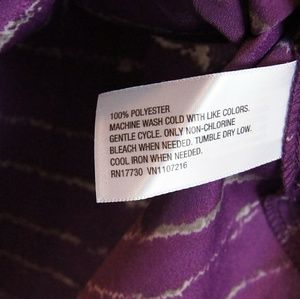 100% POLYESTER
MACHINE WASH COLD WITH LIKE COLORS.
GENTLE CYCLE. ONLY NON-CHLORINE
BLEACH WHEN NEEDED. TUMBLE DRY LOW.
COOL IRON WHEN NEEDED.
RN17730 VN1107216